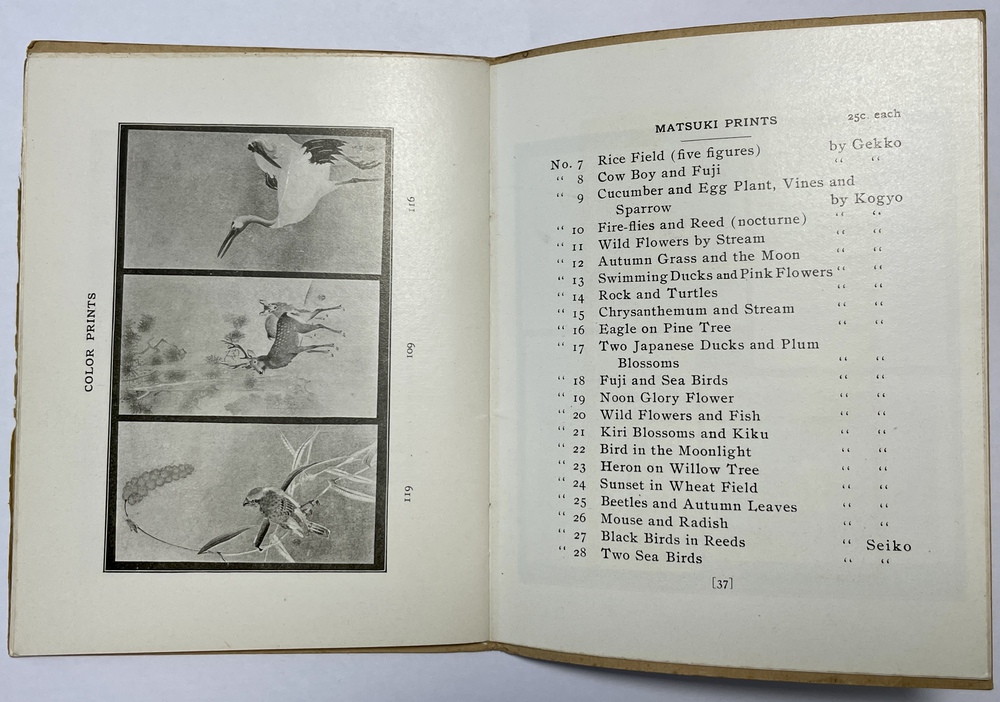 COLOR PRINTS
116
109
119
MATSUKI PRINTS 25c. each
No. 7 Rice Field (five figures) by Gekko
“ 8 Cow Boy and Fuji “ “
“ 9 Cucumber and Egg Plant, Vines and
Sparrow by Kogyo
“ 10 Fire-flies and Reed (nocturne) “ “
“ 11 Wild Flowers by Stream “ “
“ 12 Autumn Grass and the Moon “ “
“ 13 Swimming Ducks and Pink Flowers “ “
“ 14 Rock and Turtles “ “
“ 15 Chrysanthemum and Stream “ “
“ 16 Eagle on Pine Tree “ “
“ 17 Two Japanese Ducks and Plum
Blossoms “ “
“ 18 Fuji and Sea Birds “ “
“ 19 Noon Glory Flower “ “
“ 20 Wild Flowers and Fish “ “
“ 21 Kiri Blossoms and Kiku “ “
“ 22 Bird in the Moonlight “ “
“ 23 Heron on Willow Tree “ “
“ 24 Sunset in Wheat Field “ “
“ 25 Beetles and Autumn Leaves “ “
“ 26 Mouse and Radish “ “
“ 27 Black Birds in Reeds “ Seiko
“ 28 Two Sea Birds “ “
[37]